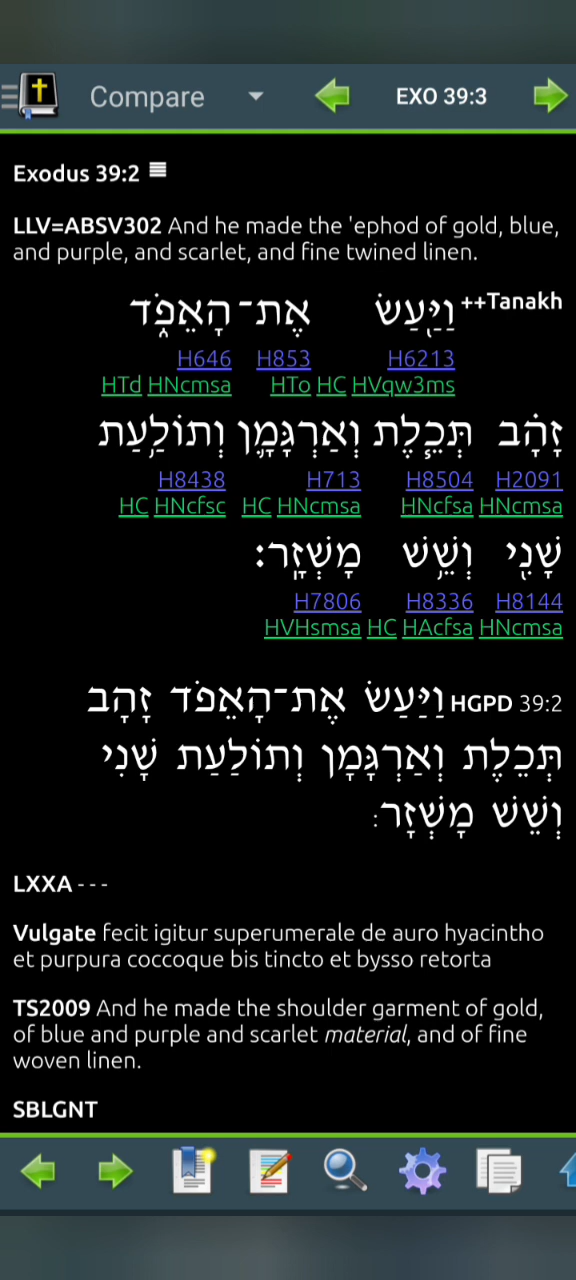 Compare
EXO 39:3
Exodus 39:2
LLV=ABSV302 And he made the 'ephod of gold, blue,
and purple, and scarlet, and fine twined linen.
++Tanakh וַיַּ֖עַשׂ אֶת־הָאֵפֹ֑ד
H6213 H853 H646
HC HVqw3ms HTo HTd HNcmsa
זָהָ֗ב תְּכֵ֧לֶת וְאַרְגָּמָ֛ן וְתוֹלַ֥עַת
H2091 H8504 H713 H8438
HNcmsa HNcfsa HC HNcmsa HC HNcfsc
שָׁנִ֖י וְשֵׁ֥שׁ מָשְׁזָֽר׃
H8144 H8336 H7806
HNcmsa HC HAcfsa HVHsmsa
HGPD 39:2 וַיַּעַשׂ אֶת־הָאֵפֹד זָהָב
תְּכֵלֶת וְאַרְגָּמָן וְתוֹלַעַת שָׁנִי
וְשֵׁשׁ מָשְׁזָר׃
LXXA - - -
Vulgate fecit igitur superumerale de auro hyacintho
et purpura coccoque bis tincto et bysso retorta
TS2009 And he made the shoulder garment of gold,
of blue and purple and scarlet material, and of fine
woven linen.
SBLGNT